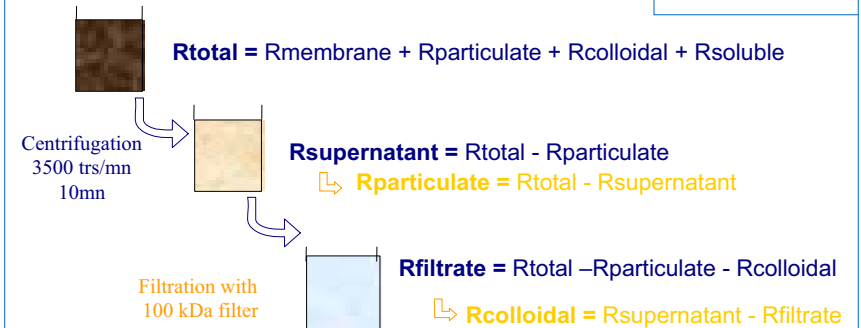 Rtotal = Rmembrane + Rparticulate + Rcolloidal + Rsoluble
Centrifugation
3500 trs/mn
10mn
Rsupernatant = Rtotal - Rparticulate
Rparticulate = Rtotal - Rsupernatant
Filtration with
100 kDa filter
Rfiltrate = Rtotal –Rparticulate - Rcolloidal
Rcolloidal = Rsupernatant - Rfiltrate